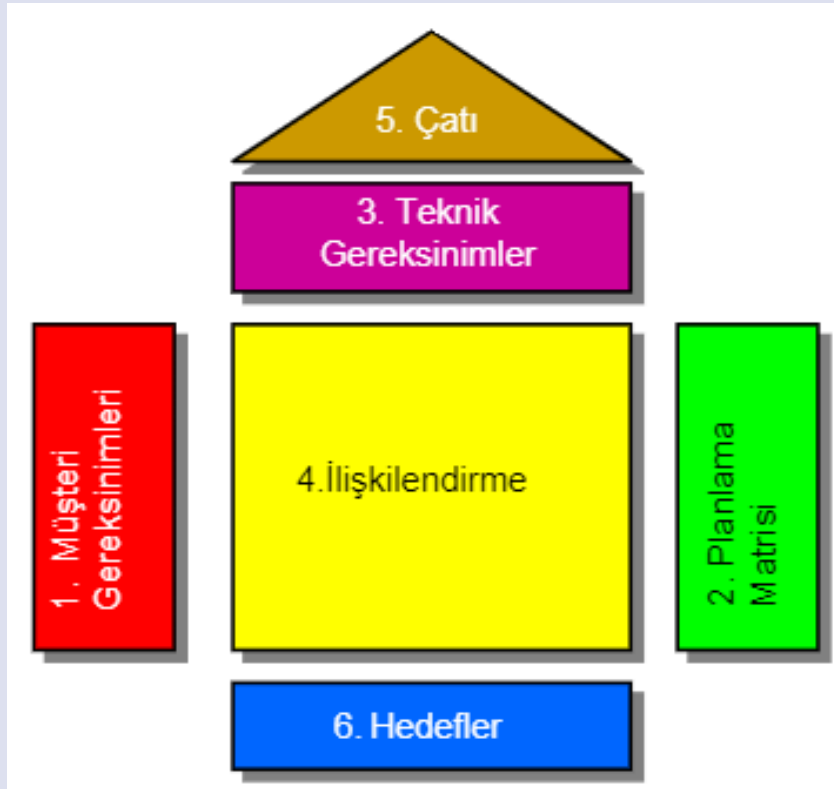 5. Çatı
3. Teknik
Gereksinimler
1. Müşteri
Gereksinimleri
4.İlişkilendirme
2. Planlama
Matrisi
6. Hedefler